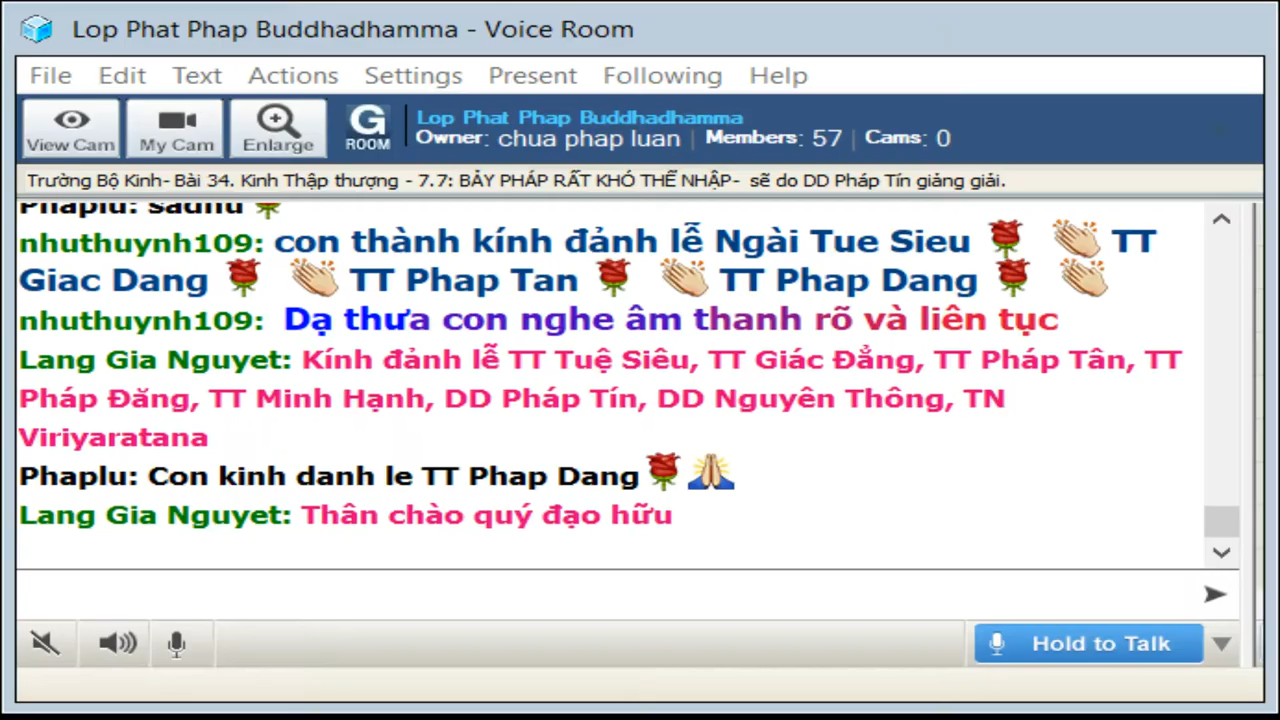 Lop Phat Phap Buddhadhamma - Voice Room
File Edit Text Actions Settings Present Following Help
View Cam My Cam Enlarge G ROOM
Lop Phat Phap Buddhadhamma
Owner: chua phap luan | Members: 57 | Cams: 0
Trường Bộ Kinh- Bài 34. Kinh Thập thượng - 7.7: BẢY PHÁP RẤT KHÓ THỂ NHẬP- sẽ do DD Pháp Tín giảng giải.
Phaplu: sadhu
nhuthuynh109: con thành kính đảnh lễ Ngài Tue Sieu TT
Giac Dang TT Phap Tan TT Phap Dang
nhuthuynh109: Dạ thưa con nghe âm thanh rõ và liên tục
Lang Gia Nguyet: Kính đảnh lễ TT Tuệ Siêu, TT Giác Đẳng, TT Pháp Tân, TT
Pháp Đăng, TT Minh Hạnh, DD Pháp Tín, DD Nguyên Thông, TN
Viriyaratana
Phaplu: Con kinh danh le TT Phap Dang
Lang Gia Nguyet: Thân chào quý đạo hữu
Hold to Talk